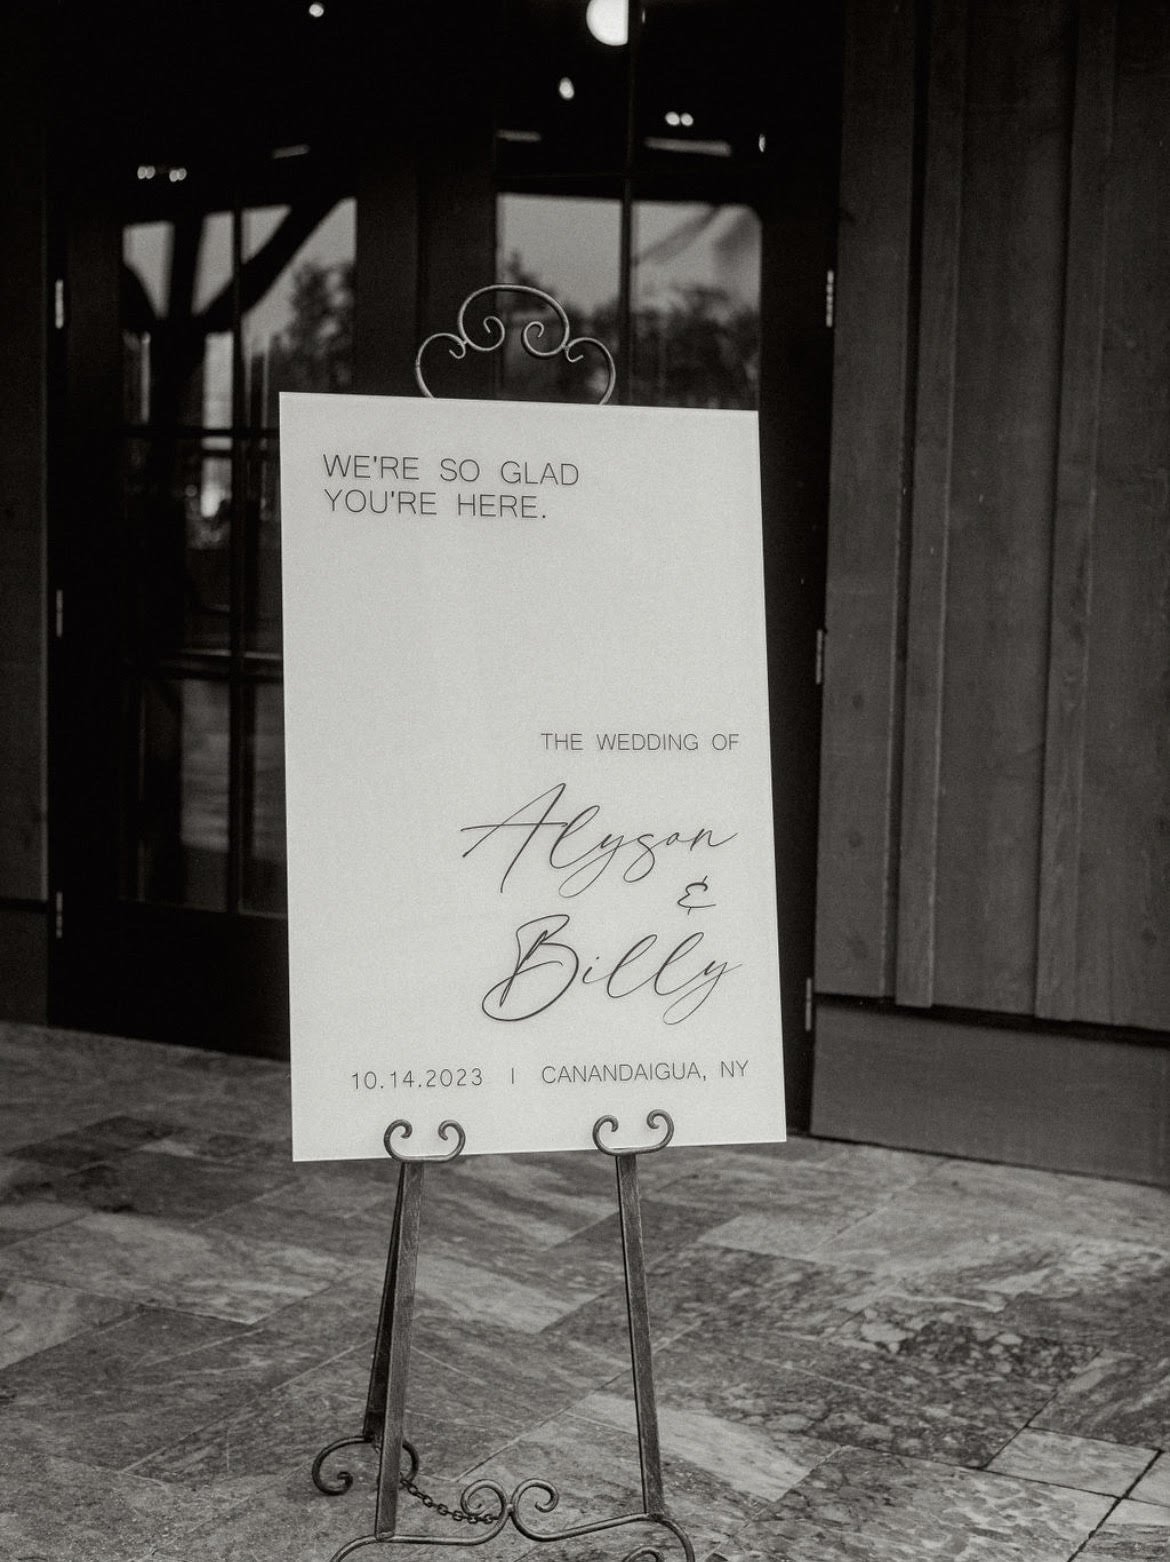 WE'RE SO GLAD
YOU'RE HERE.
THE WEDDING OF
Alyson
&
Billy
10.14.2023 | CANANDAIGUA, NY